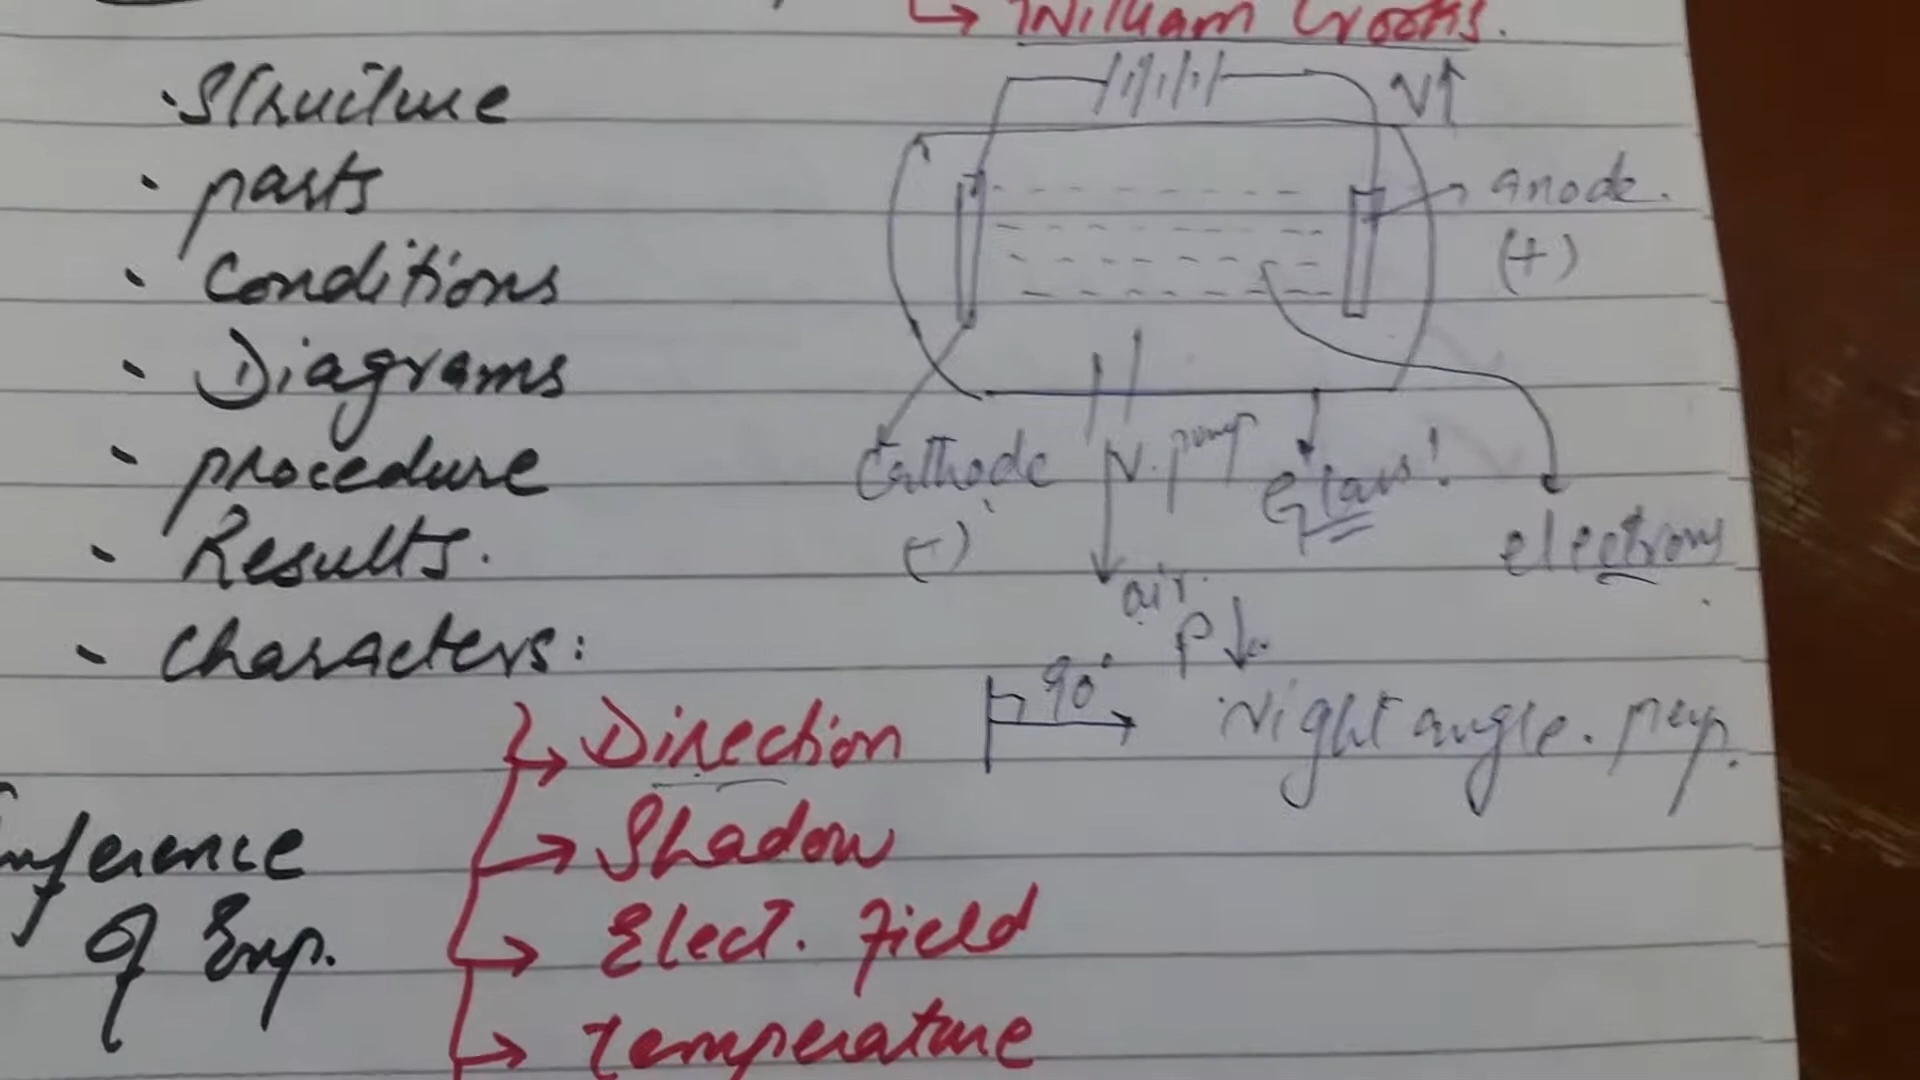 ↳ William Crooks.
·Structure
V↑
· parts
anode.
(+)
· Conditions
· Diagrams
Cathode
(-)
V. pump
Glass!
electrons
· procedure
· Results.
air.
P↓
· Characters:
→ Direction
90°
right angle. perp.
→ Shadow
Inference
of Exp.
→ Elect. field
→ temperature